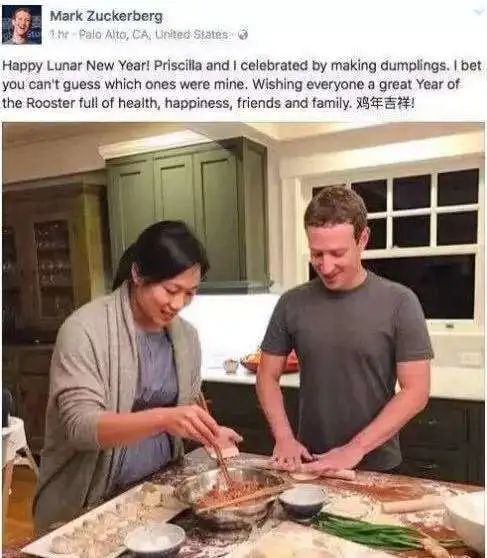 Mark Zuckerberg
1 hr · Palo Alto, CA, United States ·
Happy Lunar New Year! Priscilla and I celebrated by making dumplings. I bet
you can't guess which ones were mine. Wishing everyone a great Year of
the Rooster full of health, happiness, friends and family. 鸡年吉祥!